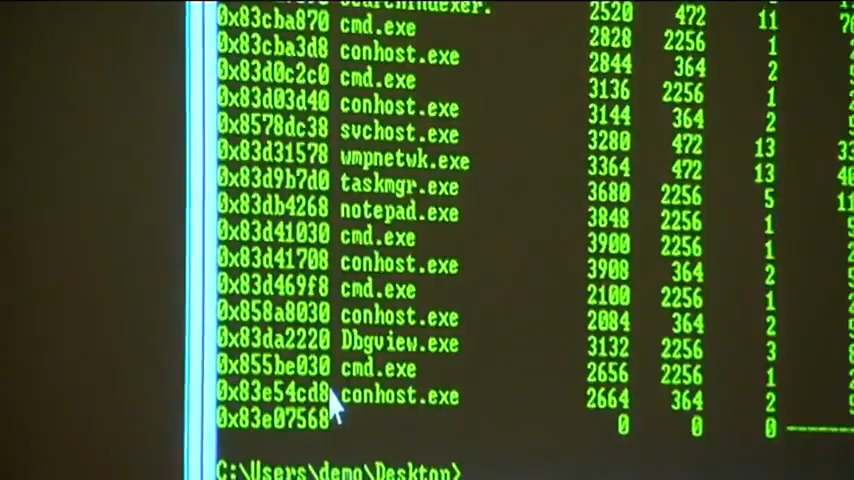 SearchIndexer. 2520 472 11
0x83cba870 cmd.exe 2828 2256 1
0x83cba3d8 conhost.exe 2844 364 2
0x83d0c2c0 cmd.exe 3136 2256 1
0x83d03d40 conhost.exe 3144 364 2
0x8578dc38 svchost.exe 3280 472 13
0x83d31578 wmpnetwk.exe 3364 472 13
0x83d9b7d0 taskmgr.exe 3680 2256 5
0x83db4268 notepad.exe 3848 2256 1
0x83d41030 cmd.exe 3900 2256 1
0x83d41708 conhost.exe 3908 364 2
0x83d469f8 cmd.exe 2100 2256 1
0x858a8030 conhost.exe 2084 364 2
0x83da2220 Dbgview.exe 3132 2256 3
0x855be030 cmd.exe 2656 2256 1
0x83e54cd8 conhost.exe 2664 364 2
0x83e07568 0 0 0 ------
C:\Users\demo\Desktop>